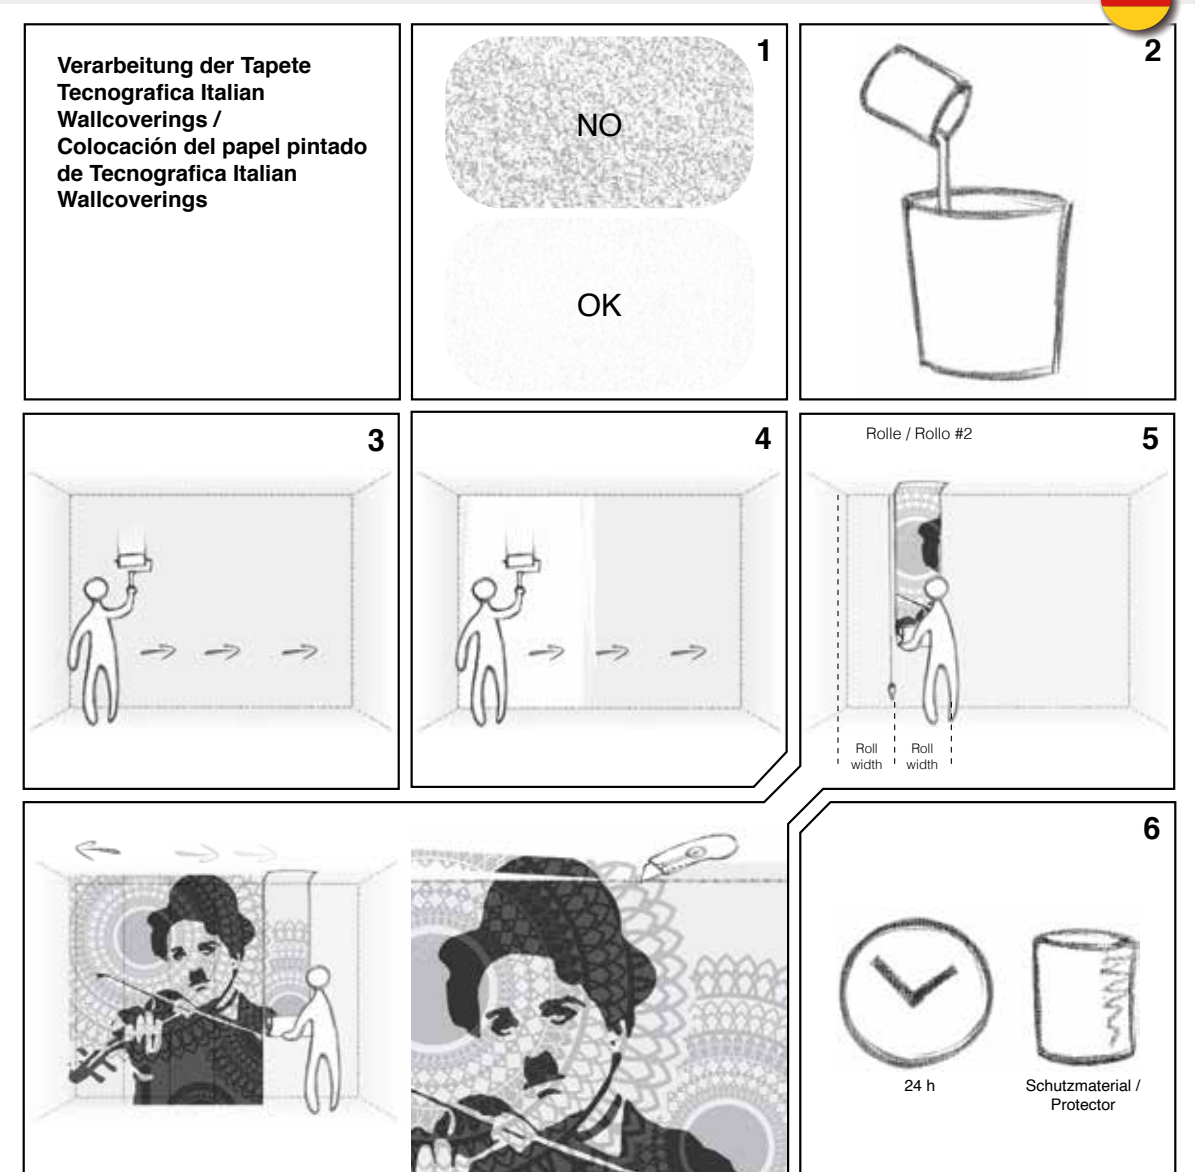 Verarbeitung der Tapete
Tecnografica Italian
Wallcoverings /
Colocación del papel pintado
de Tecnografica Italian
Wallcoverings
1
NO
OK
2
3
4
Rolle / Rollo #2
5
Roll
width
Roll
width
6
24 h
Schutzmaterial /
Protector